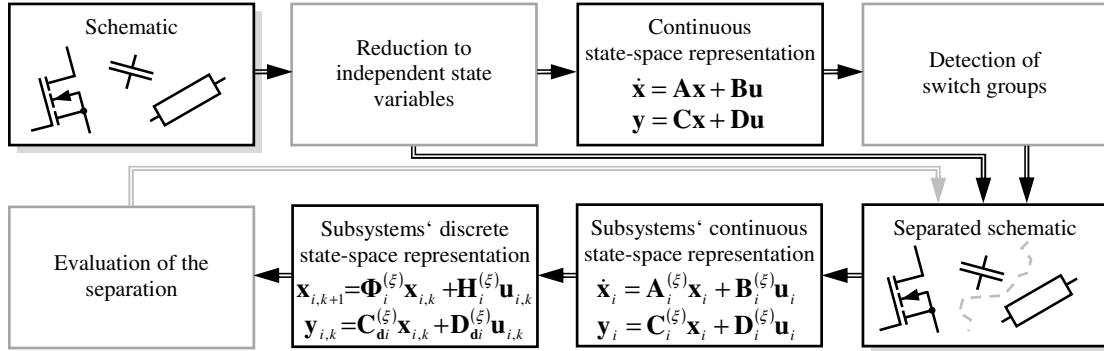 Schematic
Reduction to
independent state
variables
Continuous
state-space representation
ẋ = Ax + Bu
y = Cx + Du
Detection of
switch groups
Evaluation of the
separation
Subsystems‘ discrete
state-space representation
x_{i,k+1}=Φ_i^{(ξ)}x_{i,k}+H_i^{(ξ)}u_{i,k}
y_{i,k}=C_{di}^{(ξ)}x_{i,k}+D_{di}^{(ξ)}u_{i,k}
Subsystems‘ continuous
state-space representation
ẋ_i = A_i^{(ξ)}x_i + B_i^{(ξ)}u_i
y_i = C_i^{(ξ)}x_i + D_i^{(ξ)}u_i
Separated schematic